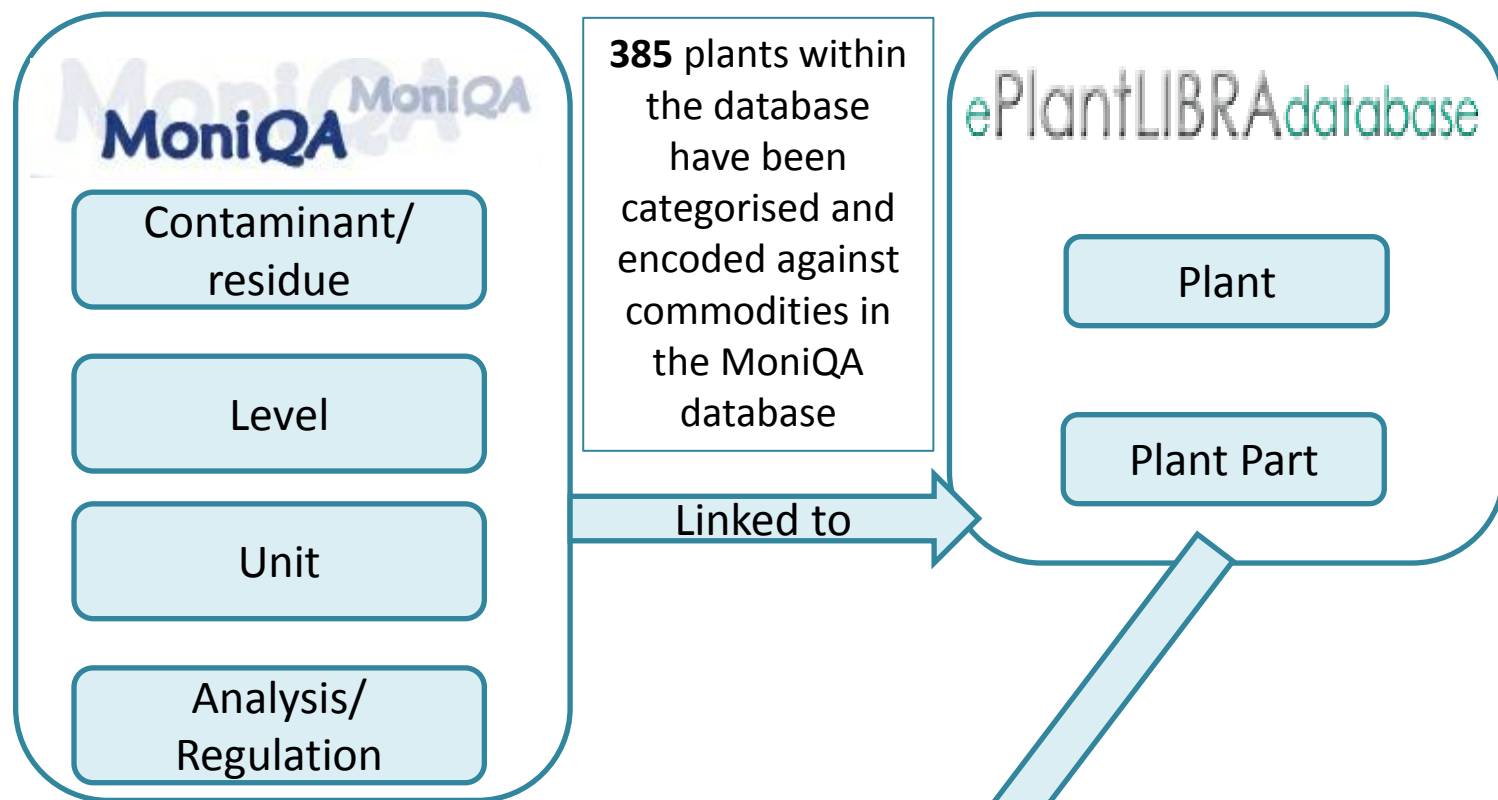 MoniQA
MoniQA
MoniQA
Contaminant/
residue
Level
Unit
Analysis/
Regulation
385 plants within
the database
have been
categorised and
encoded against
commodities in
the MoniQA
database
Linked to
ePlantLIBRAdatabase
Plant
Plant Part